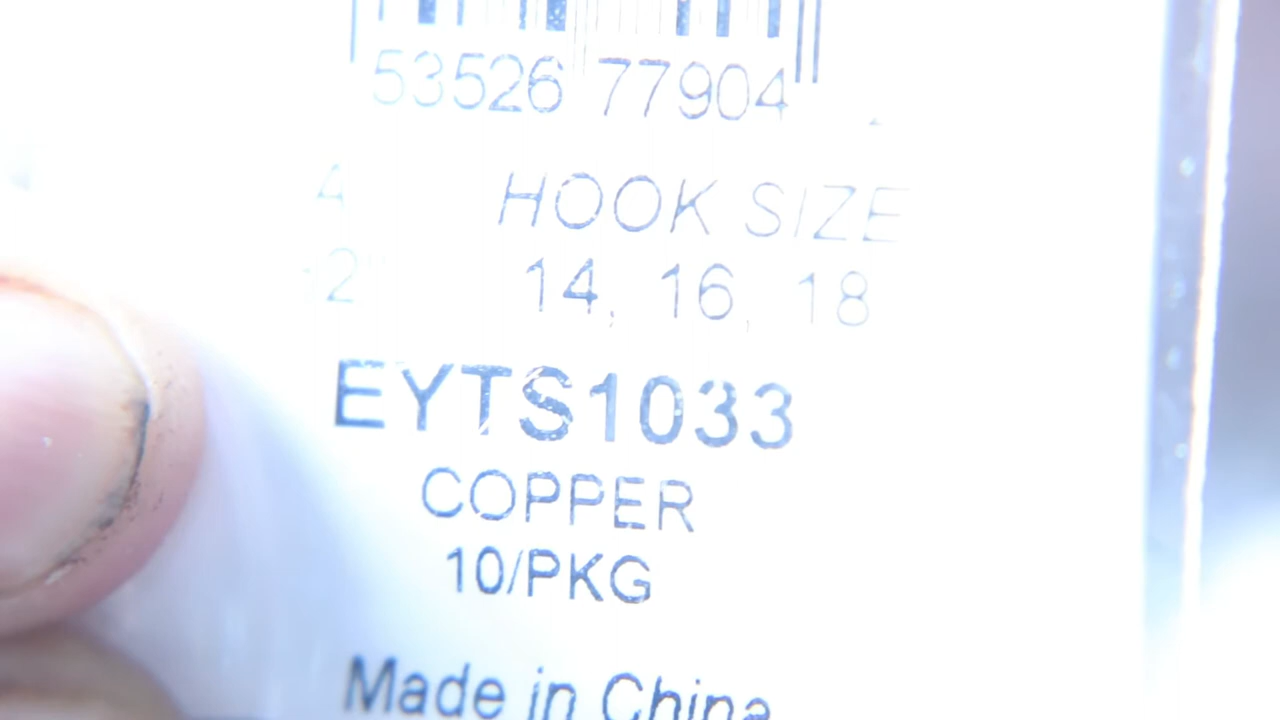 53526 77904
HOOK SIZE
14, 16, 18
EYTS1033
COPPER
10/PKG
Made in China